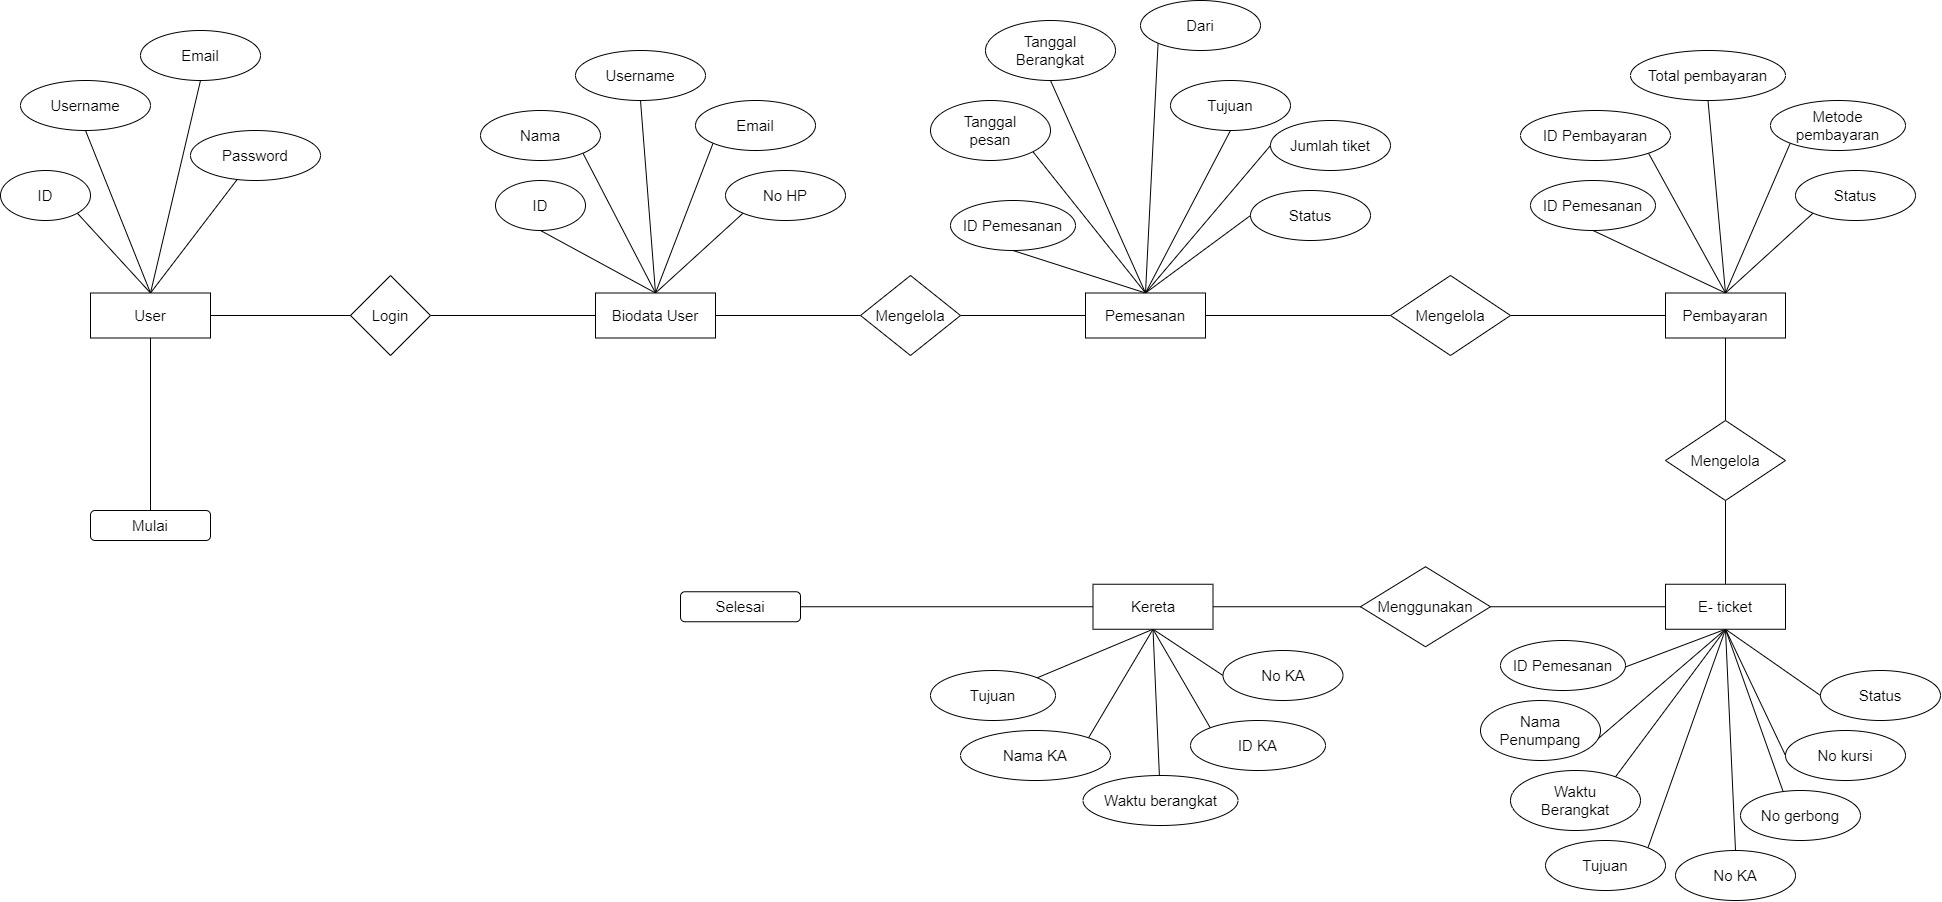 Email
Username
Password
ID
User
Mulai
Login
Username
Nama
Email
ID
No HP
Biodata User
Mengelola
Dari
Tanggal
Berangkat
Tujuan
Tanggal
pesan
Jumlah tiket
ID Pemesanan
Status
Pemesanan
Mengelola
Total pembayaran
ID Pembayaran
Metode
pembayaran
ID Pemesanan
Status
Pembayaran
Mengelola
Selesai
Kereta
Menggunakan
E- ticket
Tujuan
No KA
Nama KA
ID KA
Waktu berangkat
ID Pemesanan
Status
Nama
Penumpang
No kursi
Waktu
Berangkat
No gerbong
Tujuan
No KA